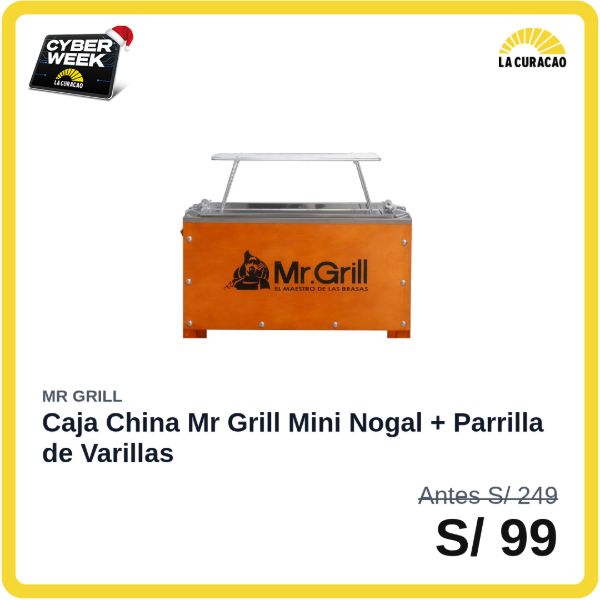 CYBER
WEEK
LA CURACAO
LA CURACAO
Mr.Grill
EL MAESTRO DE LAS BRASAS
MR GRILL
Caja China Mr Grill Mini Nogal + Parrilla
de Varillas
Antes S/ 249
S/ 99